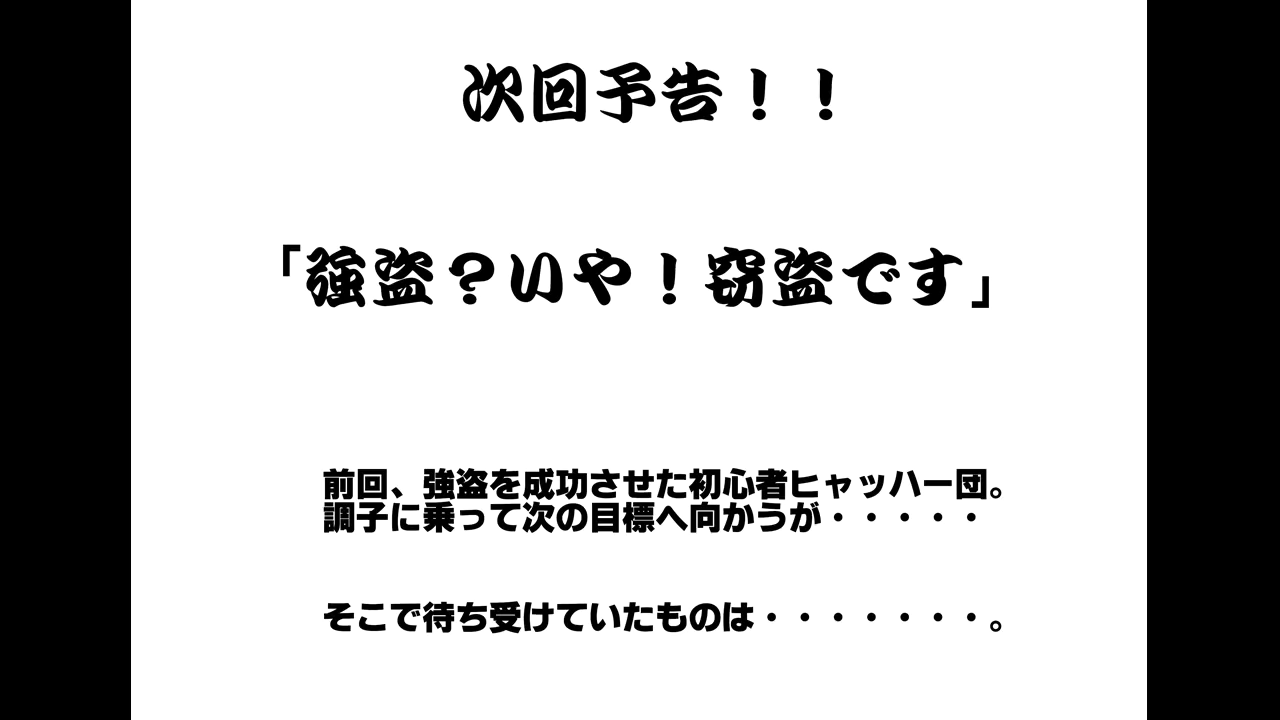 次回予告！！
「強盗？いや！窃盗です」
前回、強盗を成功させた初心者ヒャッハー団。
調子に乗って次の目標へ向かうが・・・・・
そこで待ち受けていたものは・・・・・・・。